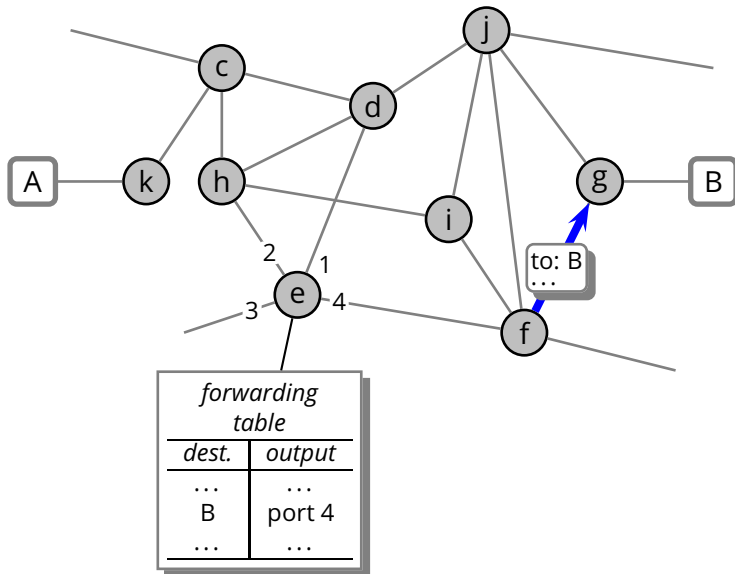 j
c
d
A
k
h
g
B
i
2
1
to: B
...
e
4
3
f
forwarding
table
dest. output
... ...
B port 4
... ...